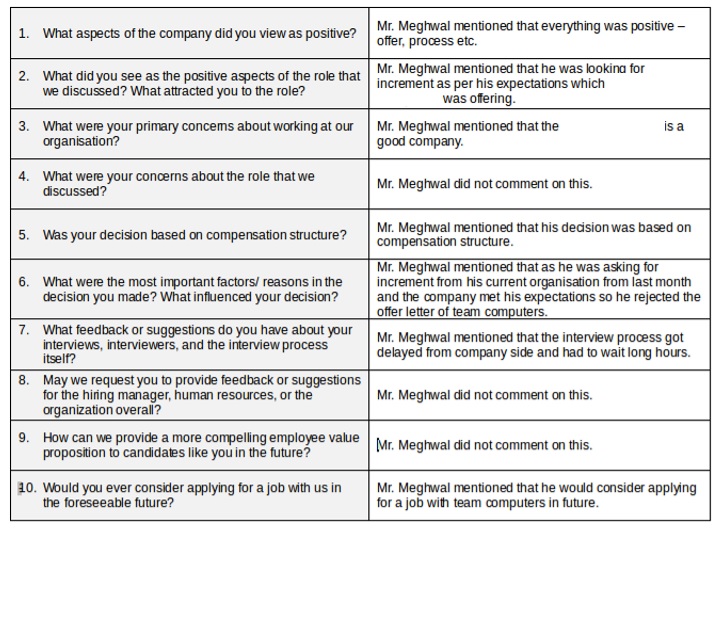 1. What aspects of the company did you view as positive?
Mr. Meghwal mentioned that everything was positive –
offer, process etc.
2. What did you see as the positive aspects of the role that
we discussed? What attracted you to the role?
Mr. Meghwal mentioned that he was looking for
increment as per his expectations which
was offering.
3. What were your primary concerns about working at our
organisation?
Mr. Meghwal mentioned that the is a
good company.
4. What were your concerns about the role that we
discussed?
Mr. Meghwal did not comment on this.
5. Was your decision based on compensation structure?
Mr. Meghwal mentioned that his decision was based on
compensation structure.
6. What were the most important factors/ reasons in the
decision you made? What influenced your decision?
Mr. Meghwal mentioned that as he was asking for
increment from his current organisation from last month
and the company met his expectations so he rejected the
offer letter of team computers.
7. What feedback or suggestions do you have about your
interviews, interviewers, and the interview process
itself?
Mr. Meghwal mentioned that the interview process got
delayed from company side and had to wait long hours.
8. May we request you to provide feedback or suggestions
for the hiring manager, human resources, or the
organization overall?
Mr. Meghwal did not comment on this.
9. How can we provide a more compelling employee value
proposition to candidates like you in the future?
Mr. Meghwal did not comment on this.
10. Would you ever consider applying for a job with us in
the foreseeable future?
Mr. Meghwal mentioned that he would consider applying
for a job with team computers in future.